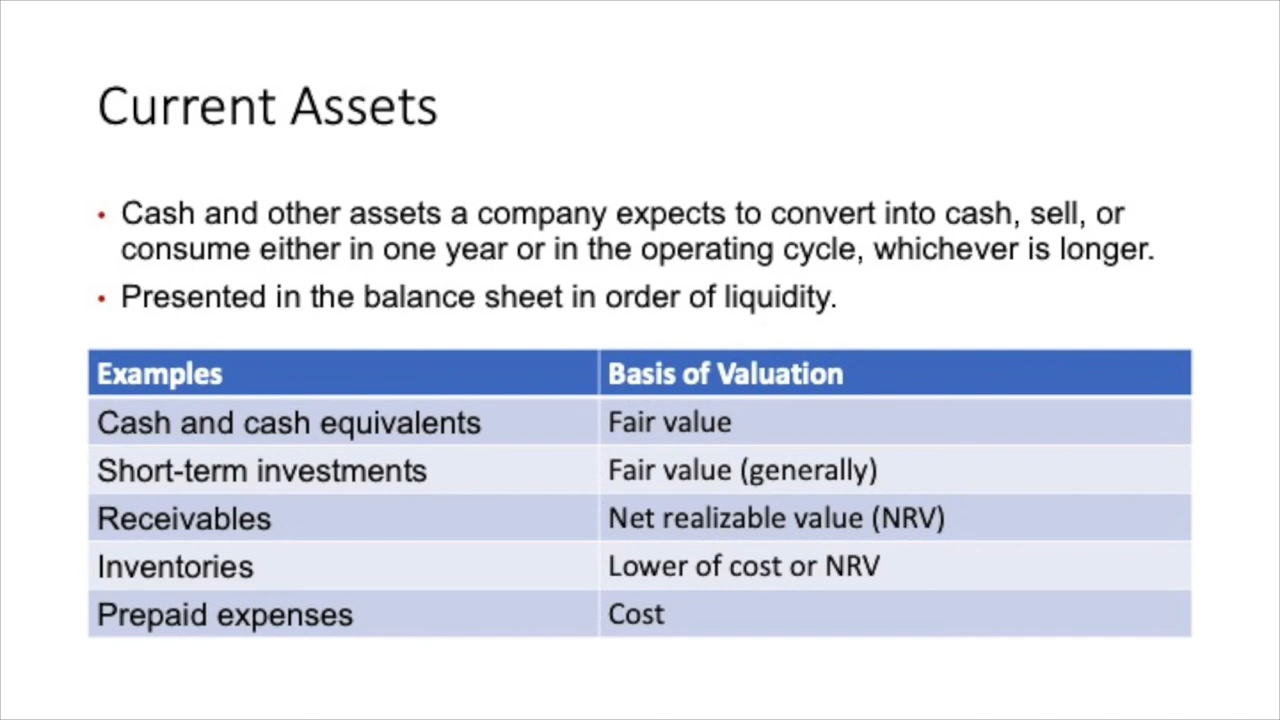 Current Assets
• Cash and other assets a company expects to convert into cash, sell, or
consume either in one year or in the operating cycle, whichever is longer.
• Presented in the balance sheet in order of liquidity.
Examples Basis of Valuation
Cash and cash equivalents Fair value
Short-term investments Fair value (generally)
Receivables Net realizable value (NRV)
Inventories Lower of cost or NRV
Prepaid expenses Cost